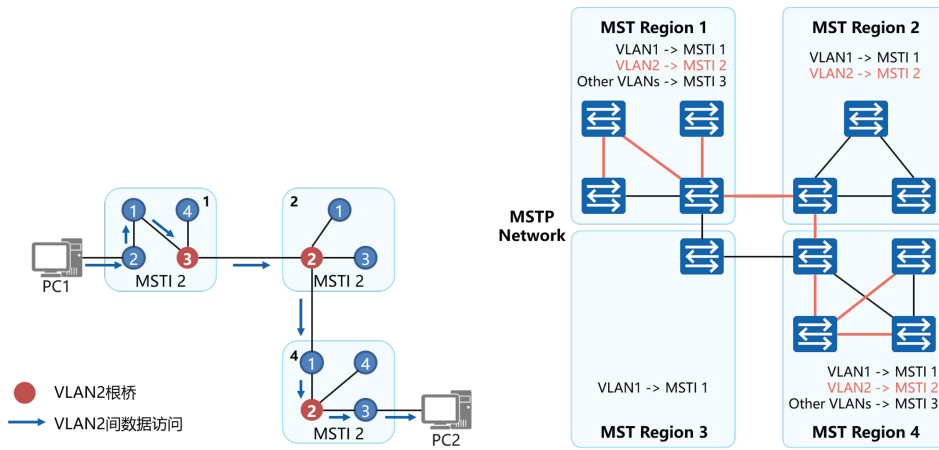 1
4
1
2
3
MSTI 2
PC1
2
1
2
3
MSTI 2
4
1
4
2
3
MSTI 2
PC2
VLAN2根桥
VLAN2间数据访问
MST Region 1
VLAN1 -> MSTI 1
VLAN2 -> MSTI 2
Other VLANs -> MSTI 3
MST Region 2
VLAN1 -> MSTI 1
VLAN2 -> MSTI 2
MSTP
Network
VLAN1 -> MSTI 1
MST Region 3
VLAN1 -> MSTI 1
VLAN2 -> MSTI 2
Other VLANs -> MSTI 3
MST Region 4